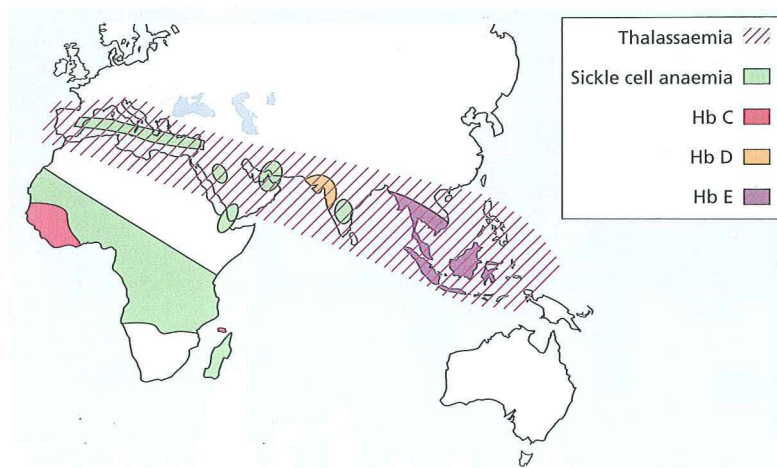 Thalassaemia
Sickle cell anaemia
Hb C
Hb D
Hb E